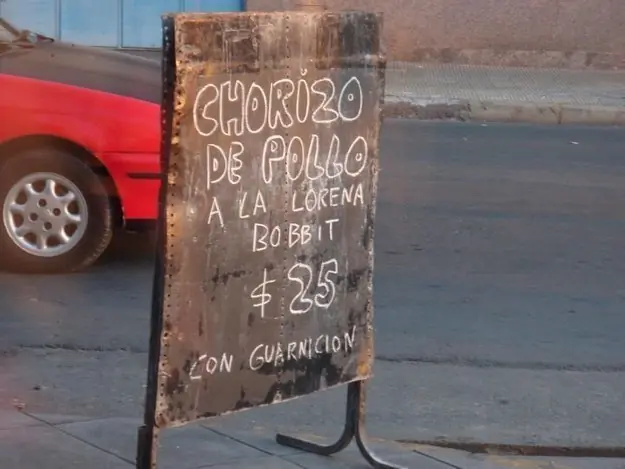 CHORIZO
DE POLLO
A LA LORENA
BOBBIT
$ 25
CON GUARNICION